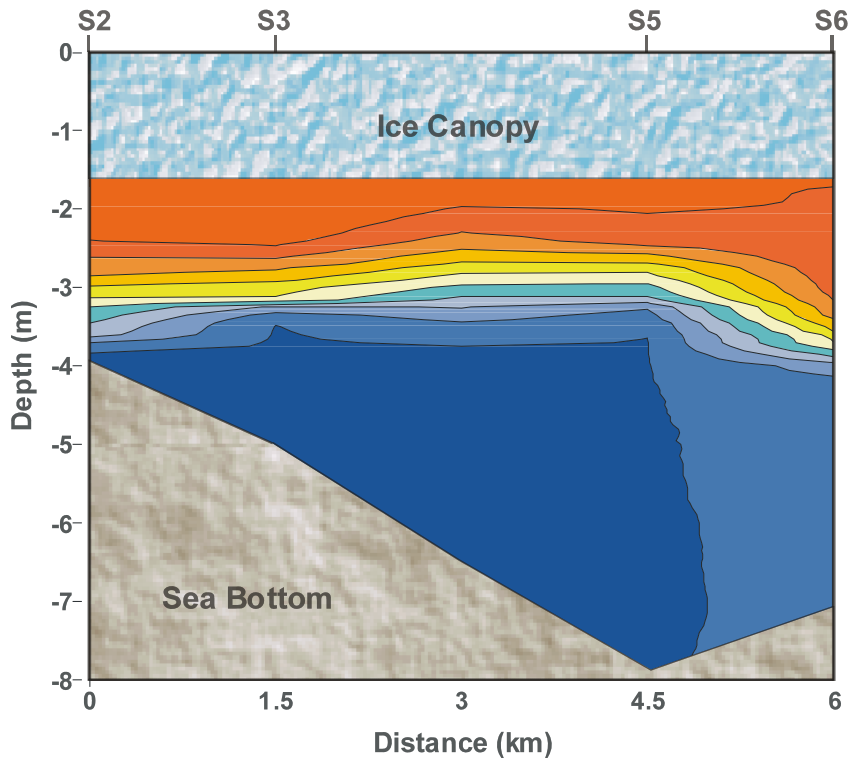 S2 S3 S5 S6
0
Ice Canopy
-1
-2
-3
Depth (m)
-4
-5
-6
Sea Bottom
-7
-8
0 1.5 3 4.5 6
Distance (km)